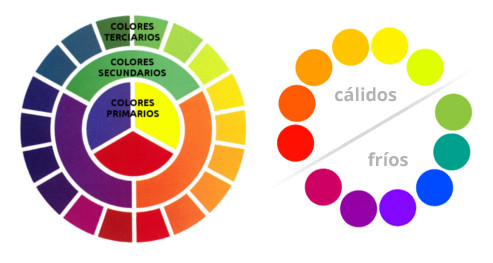 COLORES
TERCIARIOS
COLORES
SECUNDARIOS
COLORES
PRIMARIOS
cálidos
fríos